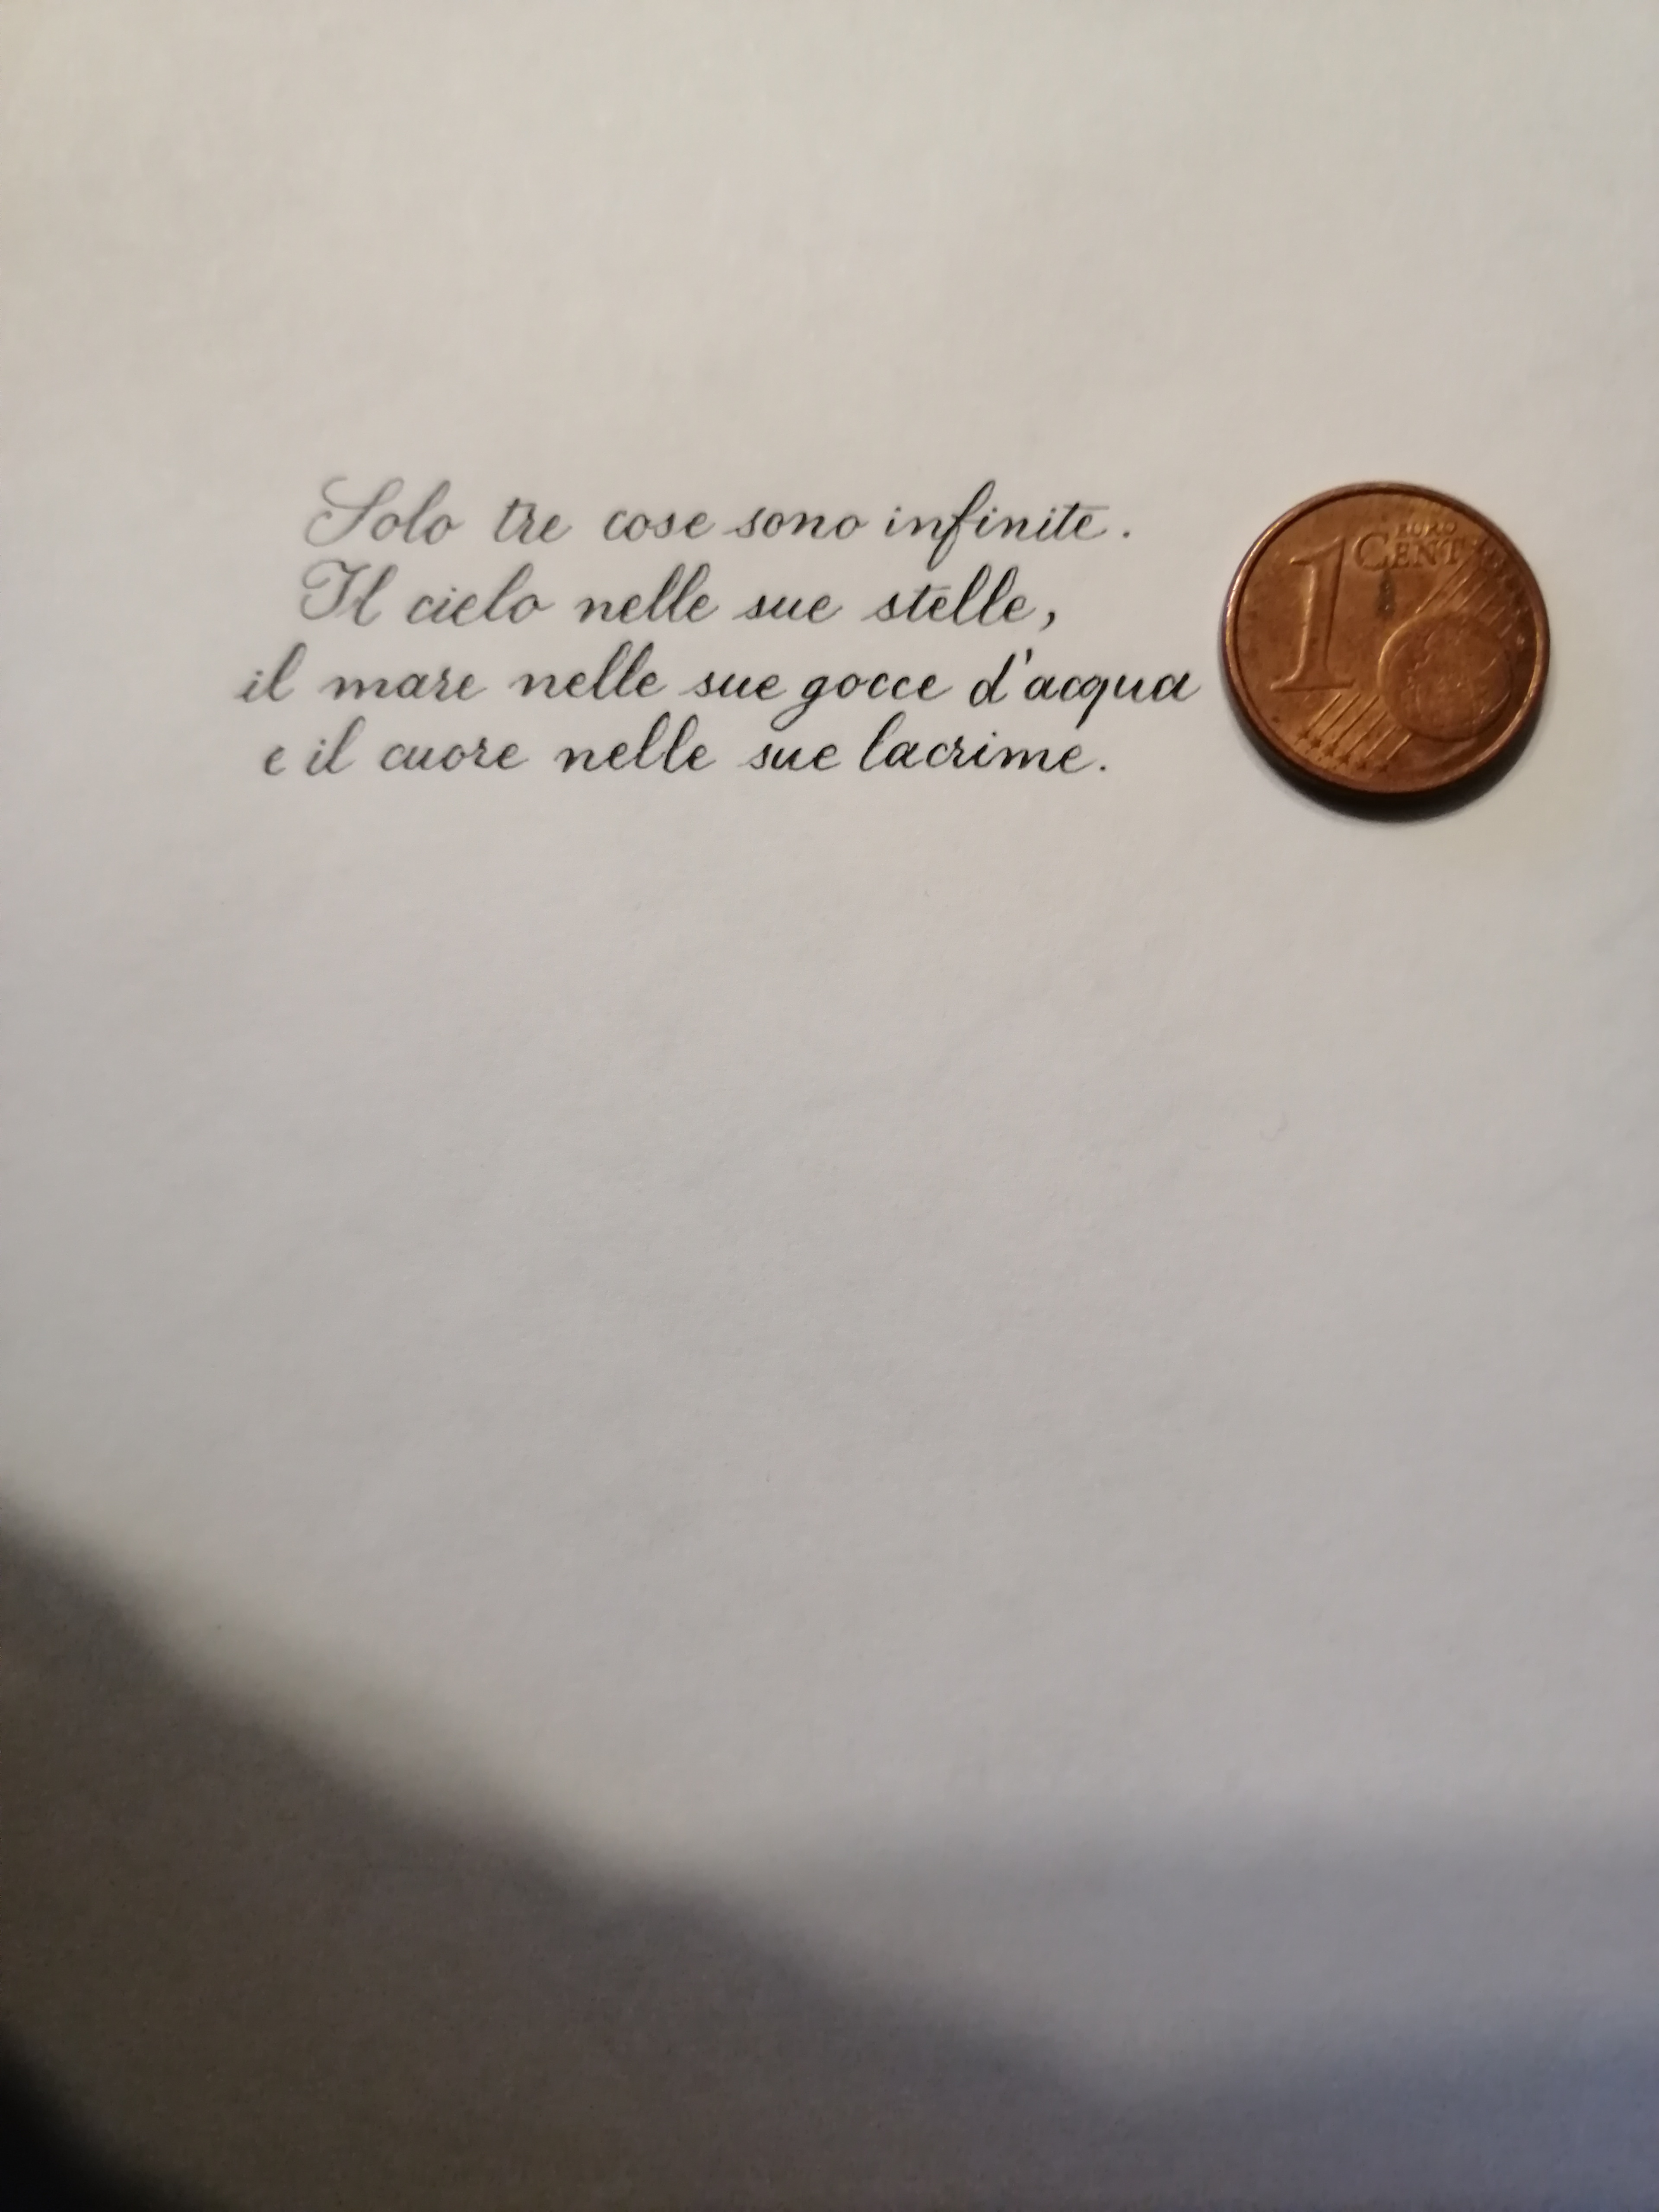 Solo tre cose sono infinite.
Il cielo nelle sue stelle,
il mare nelle sue gocce d'acqua
e il cuore nelle sue lacrime.
1 EURO CENT